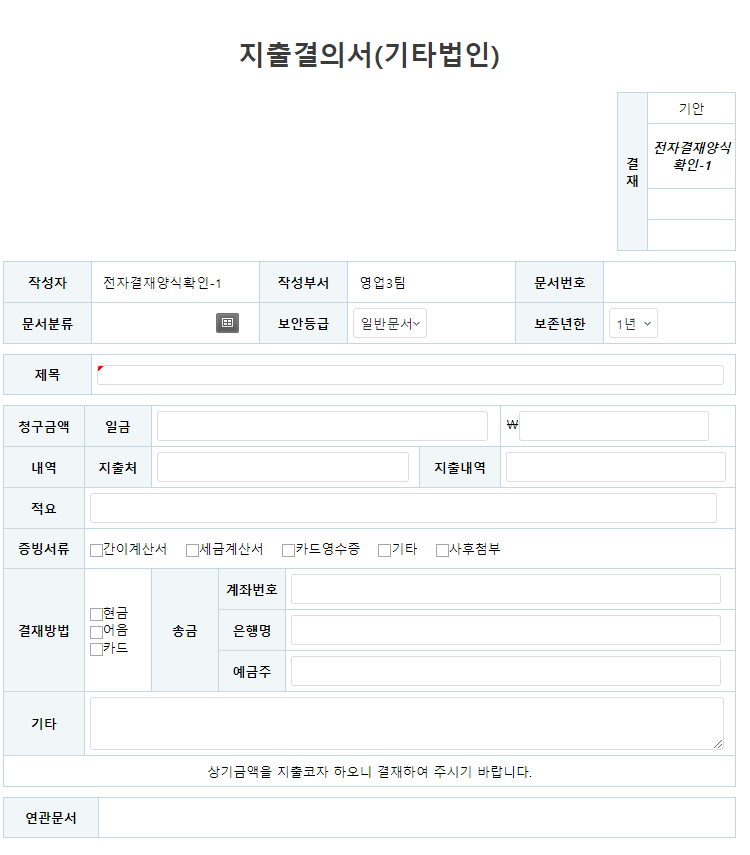 지출결의서(기타법인)
결
재
기안
전자결재양식
확인-1
작성자 전자결재양식확인-1 작성부서 영업3팀 문서번호
문서분류 보안등급 일반문서 보존년한 1년
제목
청구금액 일금 ₩
내역 지출처 지출내역
적요
증빙서류 간이계산서 세금계산서 카드영수증 기타 사후첨부
결재방법
현금
어음
카드
송금
계좌번호
은행명
예금주
기타
상기금액을 지출코자 하오니 결재하여 주시기 바랍니다.
연관문서